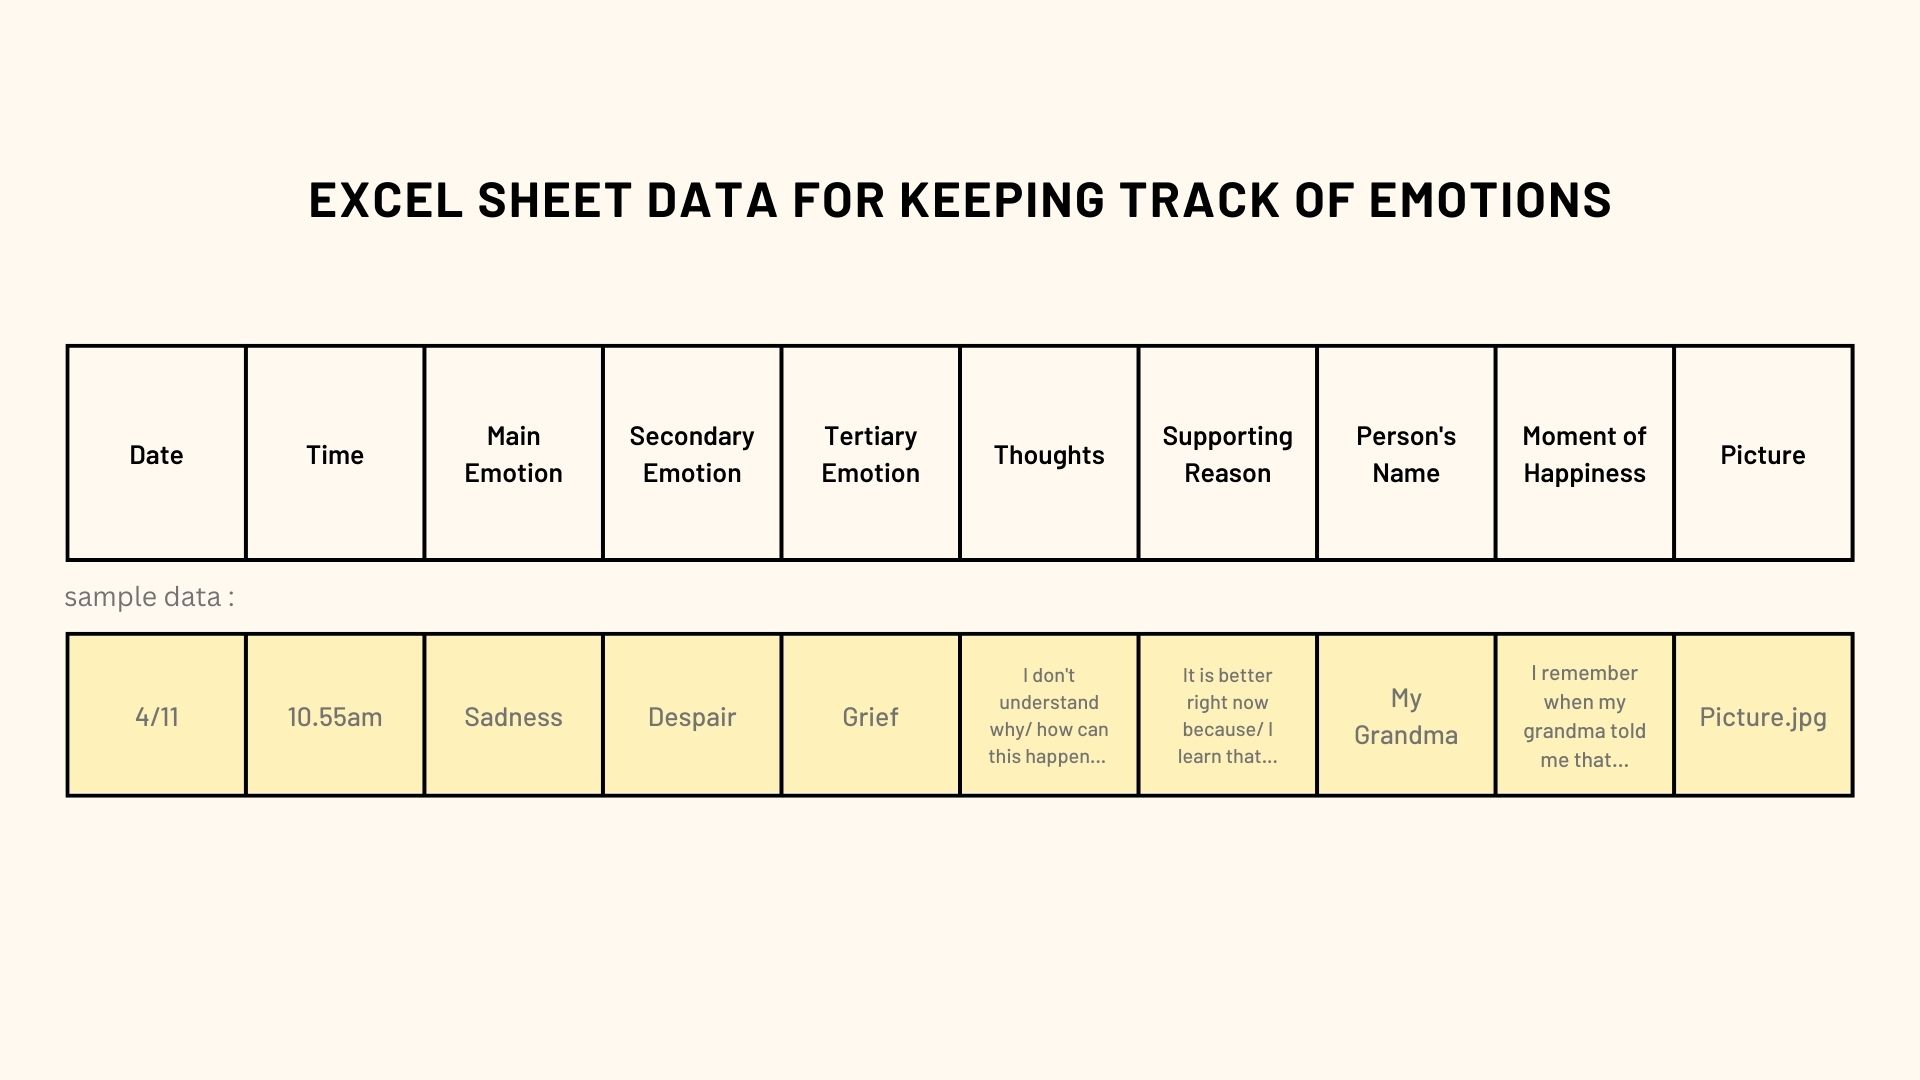 EXCEL SHEET DATA FOR KEEPING TRACK OF EMOTIONS
Date
Time
Main
Emotion
Secondary
Emotion
Tertiary
Emotion
Thoughts
Supporting
Reason
Person's
Name
Moment of
Happiness
Picture
sample data :
4/11
10.55am
Sadness
Despair
Grief
I don't
understand
why/ how can
this happen...
It is better
right now
because/ I
learn that...
My
Grandma
I remember
when my
grandma told
me that...
Picture.jpg